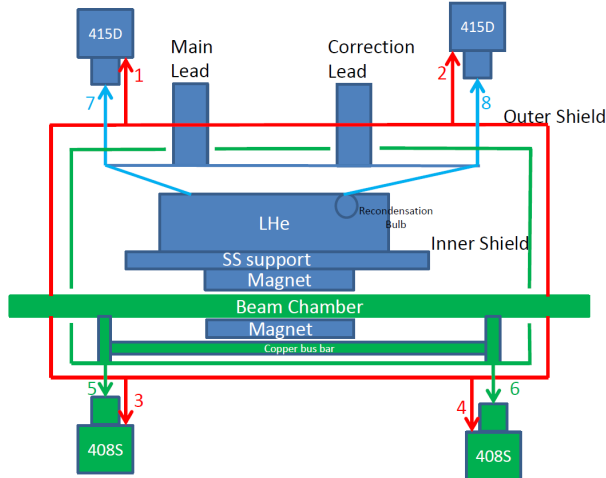 415D
415D
Main
Lead
Correction
Lead
1
2
7
8
Outer Shield
Recondensation
Bulb
LHe
Inner Shield
SS support
Magnet
Beam Chamber
Magnet
Copper bus bar
5
3
4
6
408S
408S